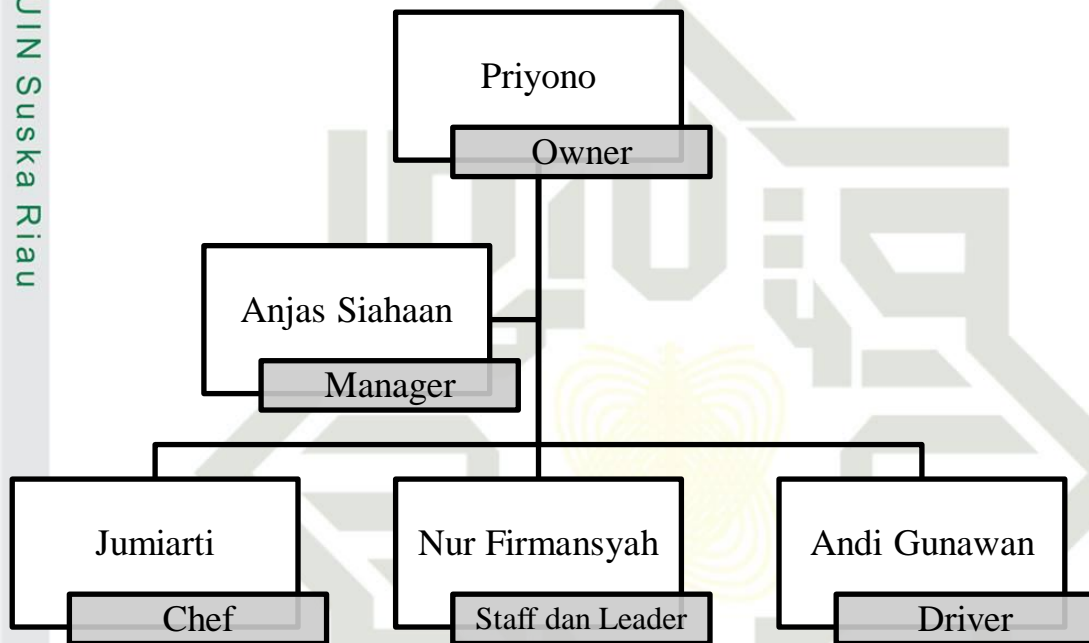 UIN Suska Riau
Priyono
Owner
Anjas Siahaan
Manager
Jumiarti
Chef
Nur Firmansyah
Staff dan Leader
Andi Gunawan
Driver